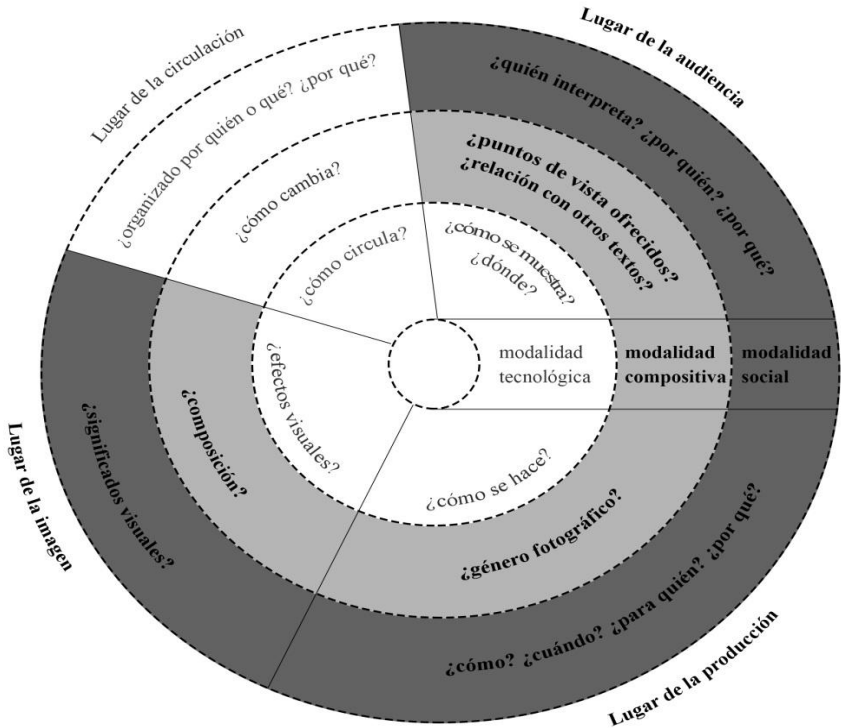 Lugar de la circulación
¿organizado por quién o qué? ¿por qué?
¿cómo cambia?
¿cómo circula?
Lugar de la audiencia
¿quién interpreta? ¿por quién? ¿por qué?
¿puntos de vista ofrecidos?
¿relación con otros textos?
¿cómo se muestra?
¿dónde?
modalidad
tecnológica
modalidad
compositiva
modalidad
social
Lugar de la imagen
¿significados visuales?
¿composición?
¿efectos visuales?
¿cómo se hace?
¿género fotográfico?
¿cómo? ¿cuándo? ¿para quién? ¿por qué?
Lugar de la producción